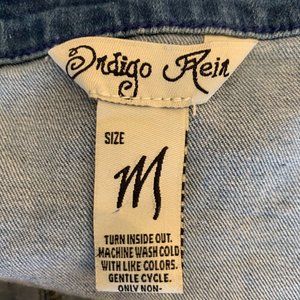 Indigo Rein
SIZE
M
TURN INSIDE OUT.
MACHINE WASH COLD
WITH LIKE COLORS.
GENTLE CYCLE.
ONLY NON-